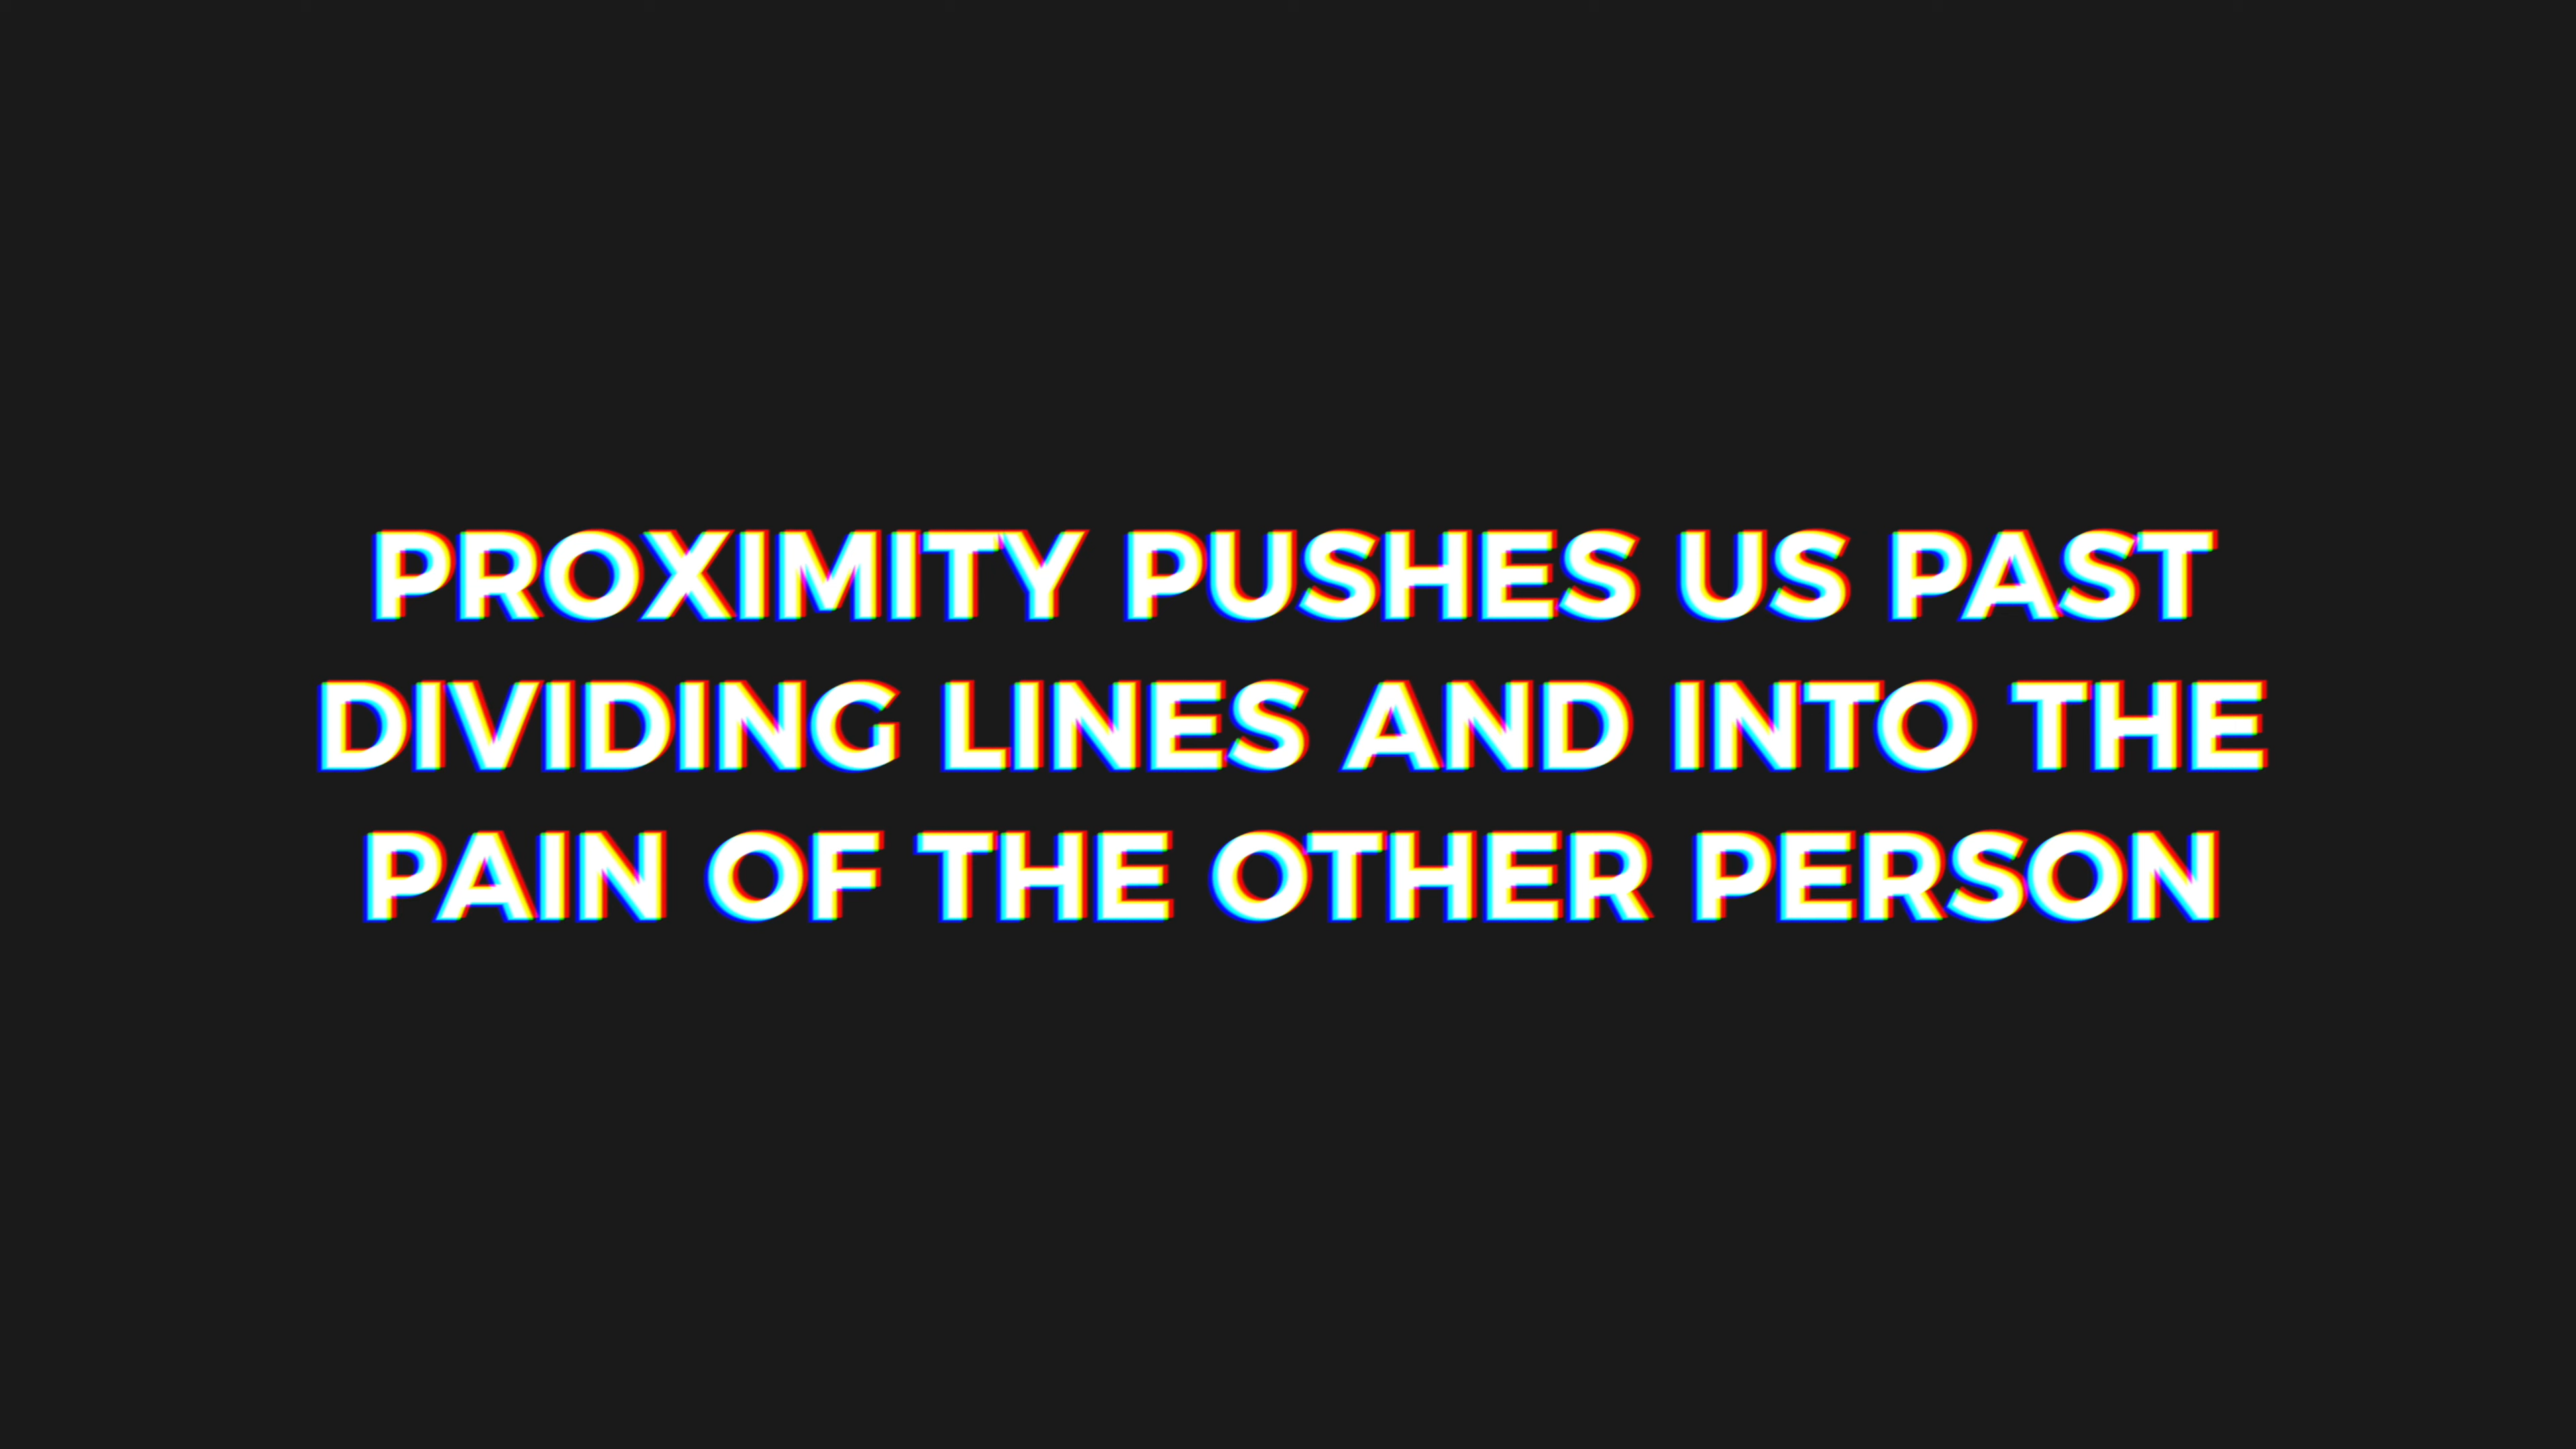 PROXIMITY PUSHES US PAST
DIVIDING LINES AND INTO THE
PAIN OF THE OTHER PERSON